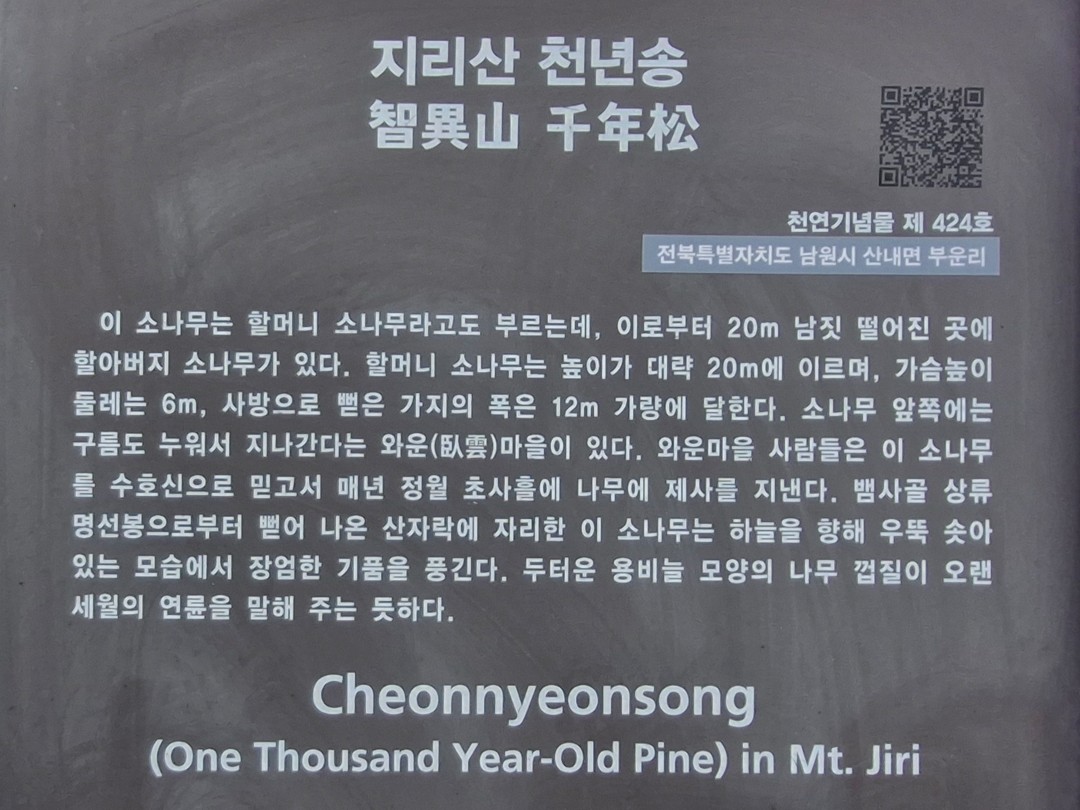 지리산 천년송
智異山 千年松
천연기념물 제 424호
전북특별자치도 남원시 산내면 부운리
이 소나무는 할머니 소나무라고도 부르는데, 이로부터 20m 남짓 떨어진 곳에
할아버지 소나무가 있다. 할머니 소나무는 높이가 대략 20m에 이르며, 가슴높이
둘레는 6m, 사방으로 뻗은 가지의 폭은 12m 가량에 달한다. 소나무 앞쪽에는
구름도 누워서 지나간다는 와운(臥雲)마을이 있다. 와운마을 사람들은 이 소나무
를 수호신으로 믿고서 매년 정월 초사흘에 나무에 제사를 지낸다. 뱀사골 상류
명선봉으로부터 뻗어 나온 산자락에 자리한 이 소나무는 하늘을 향해 우뚝 솟아
있는 모습에서 장엄한 기품을 풍긴다. 두터운 용비늘 모양의 나무 껍질이 오랜
세월의 연륜을 말해 주는 듯하다.
Cheonnyeonsong
(One Thousand Year-Old Pine) in Mt. Jiri